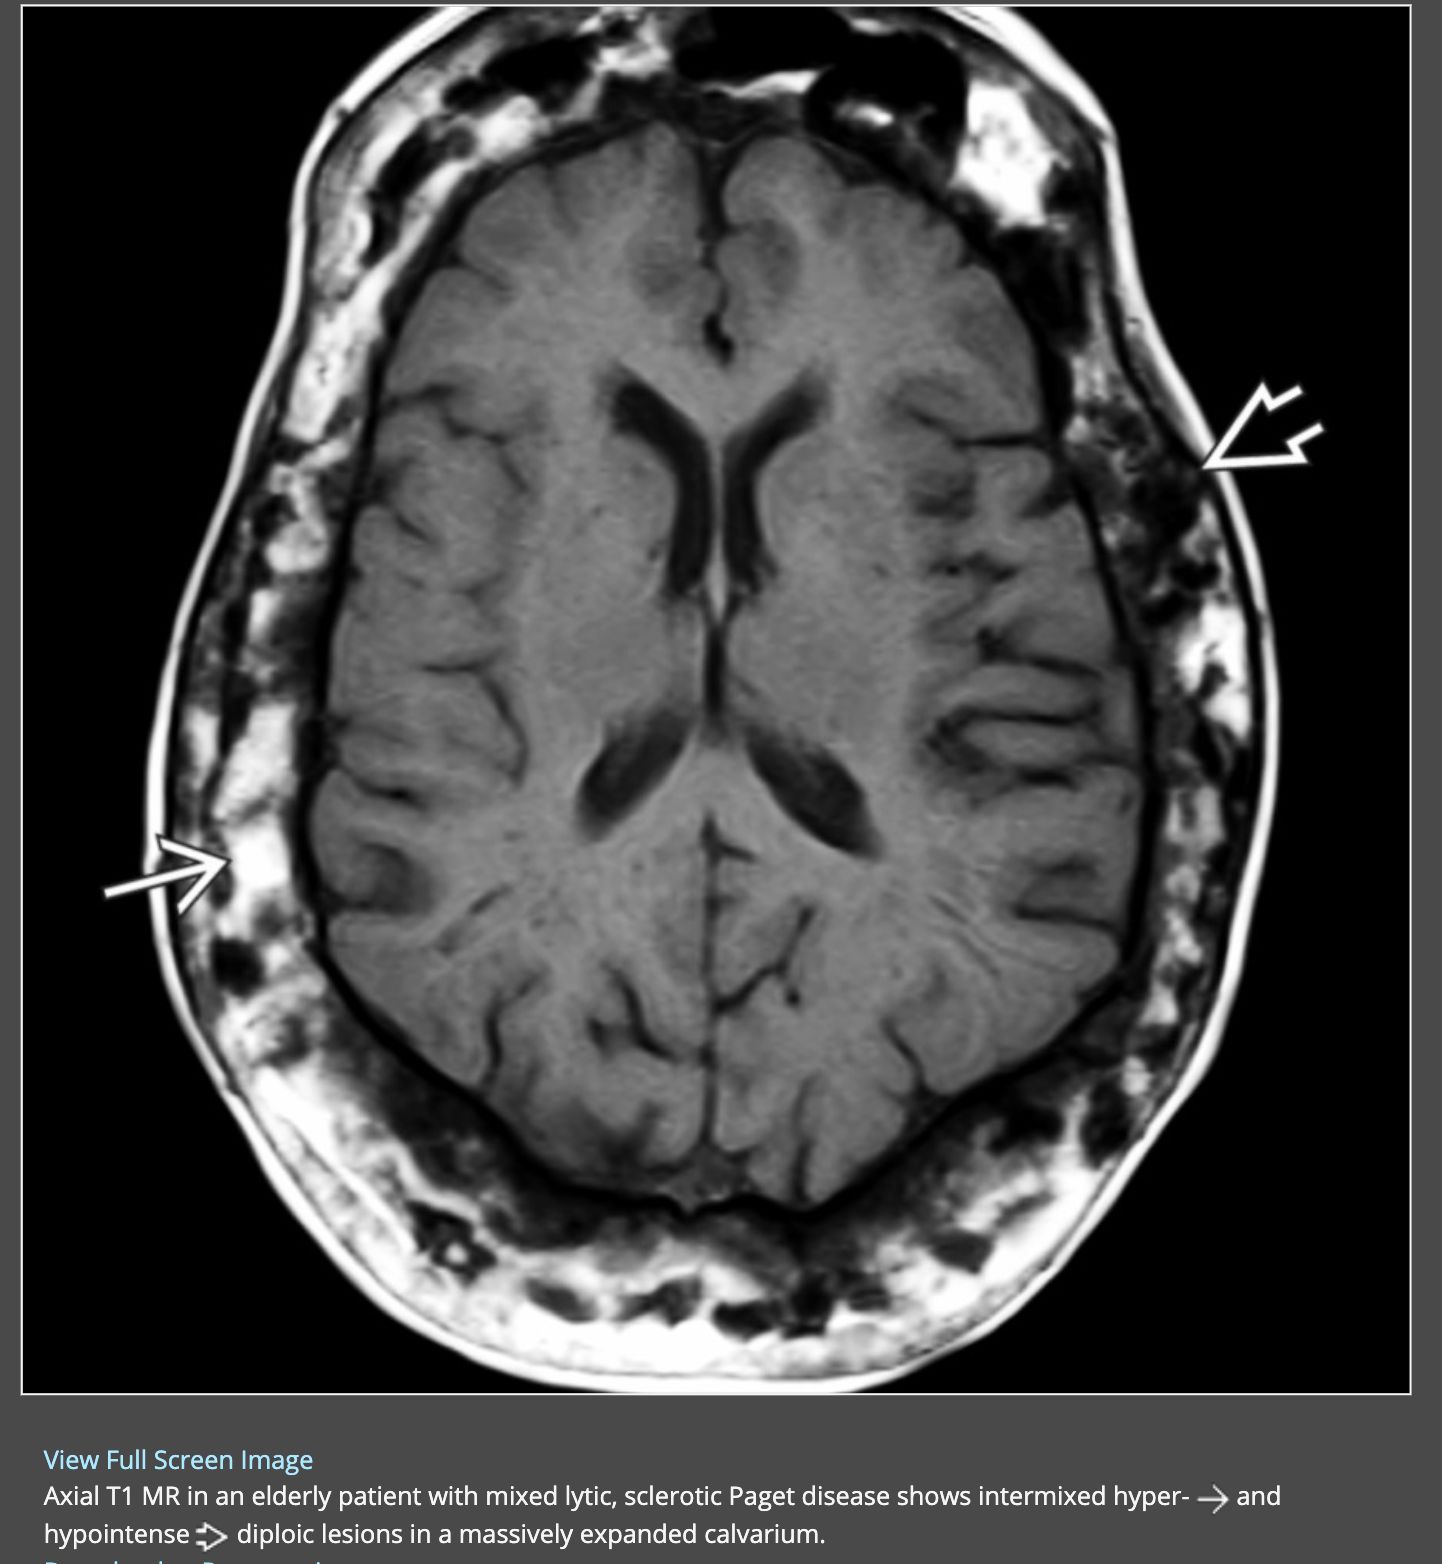 View Full Screen Image
Axial T1 MR in an elderly patient with mixed lytic, sclerotic Paget disease shows intermixed hyper- and
hypointense diploic lesions in a massively expanded calvarium.